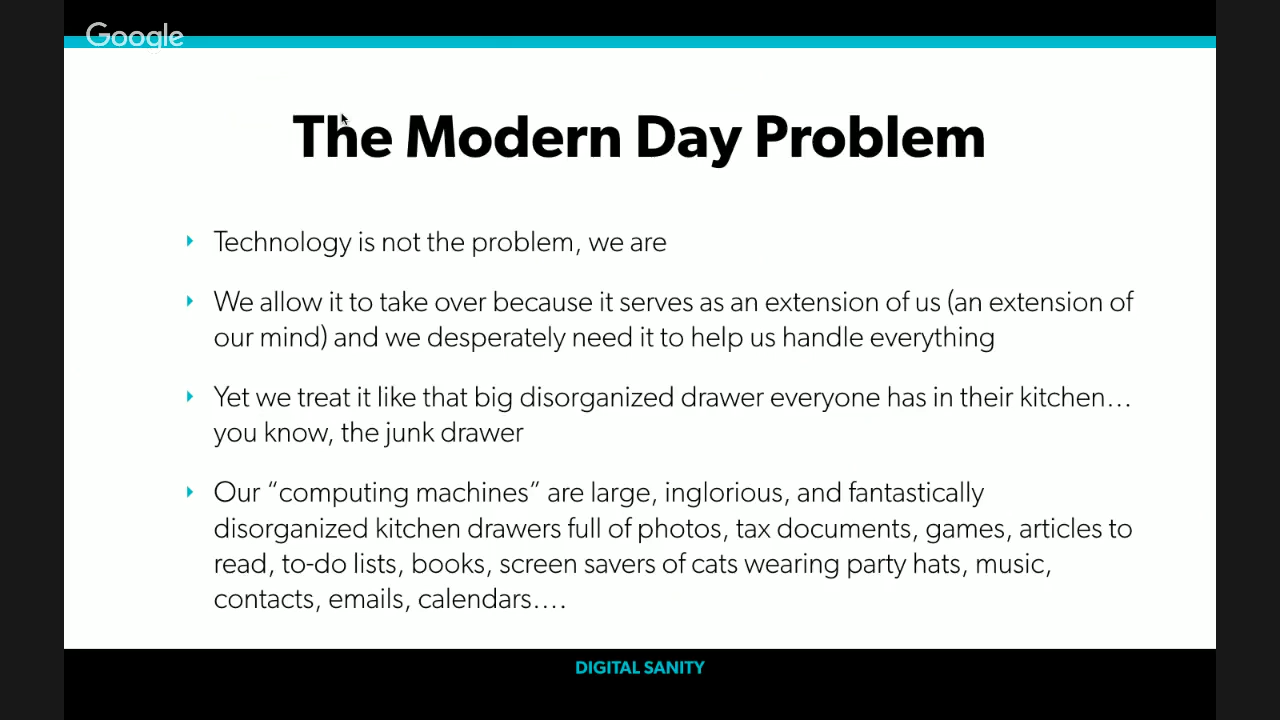 Google
The Modern Day Problem
Technology is not the problem, we are
We allow it to take over because it serves as an extension of us (an extension of
our mind) and we desperately need it to help us handle everything
Yet we treat it like that big disorganized drawer everyone has in their kitchen…
you know, the junk drawer
Our “computing machines” are large, inglorious, and fantastically
disorganized kitchen drawers full of photos, tax documents, games, articles to
read, to-do lists, books, screen savers of cats wearing party hats, music,
contacts, emails, calendars….
DIGITAL SANITY